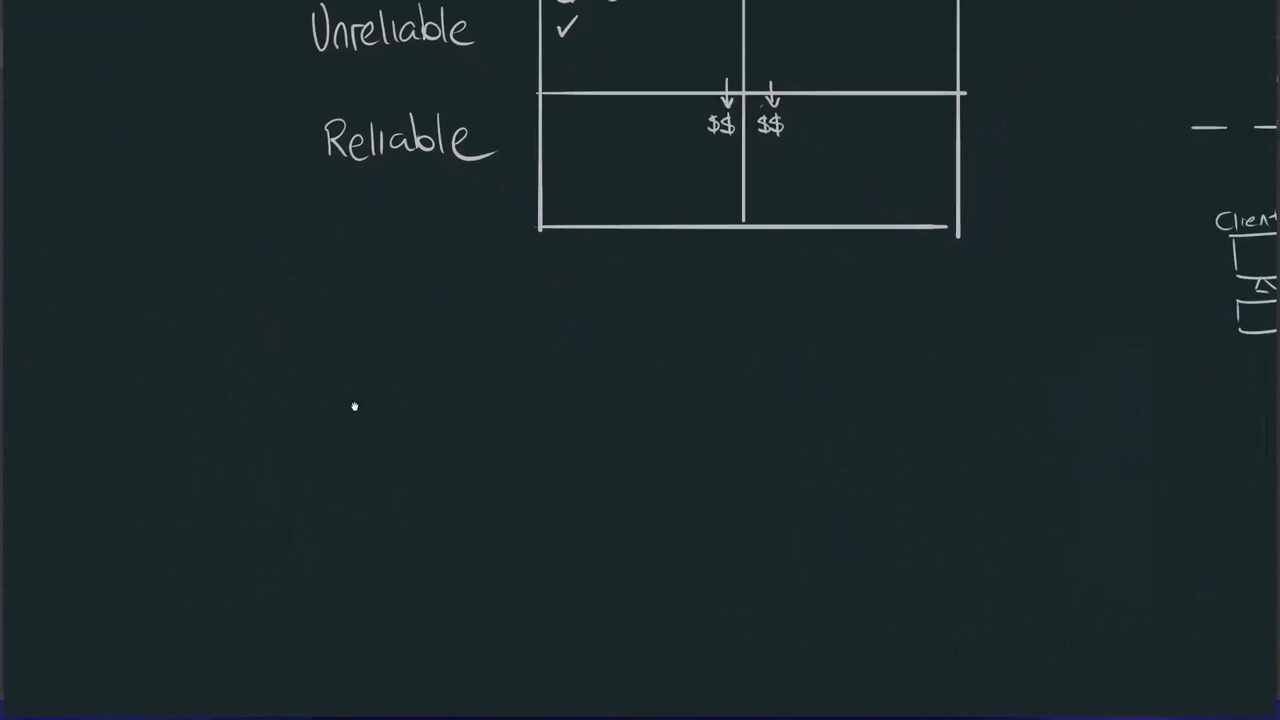 Unreliable ✓
$$ $$
Reliable
Client